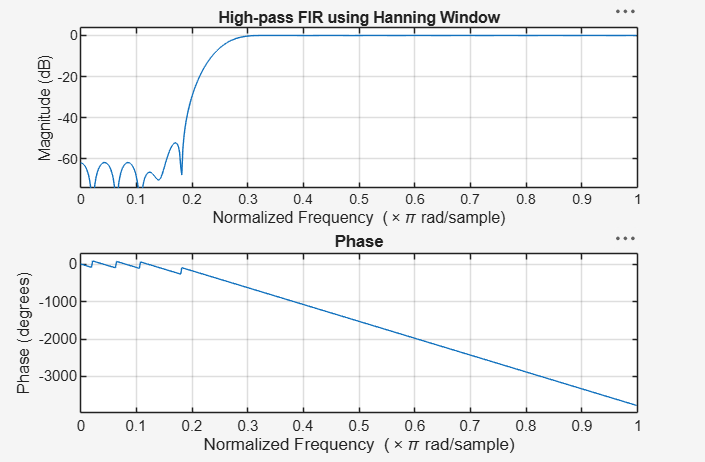 High-pass FIR using Hanning Window
0
-20
-40
-60
Magnitude (dB)
0 0.1 0.2 0.3 0.4 0.5 0.6 0.7 0.8 0.9 1
Normalized Frequency (× π rad/sample)
Phase
0
-1000
-2000
-3000
Phase (degrees)
0 0.1 0.2 0.3 0.4 0.5 0.6 0.7 0.8 0.9 1
Normalized Frequency (× π rad/sample)